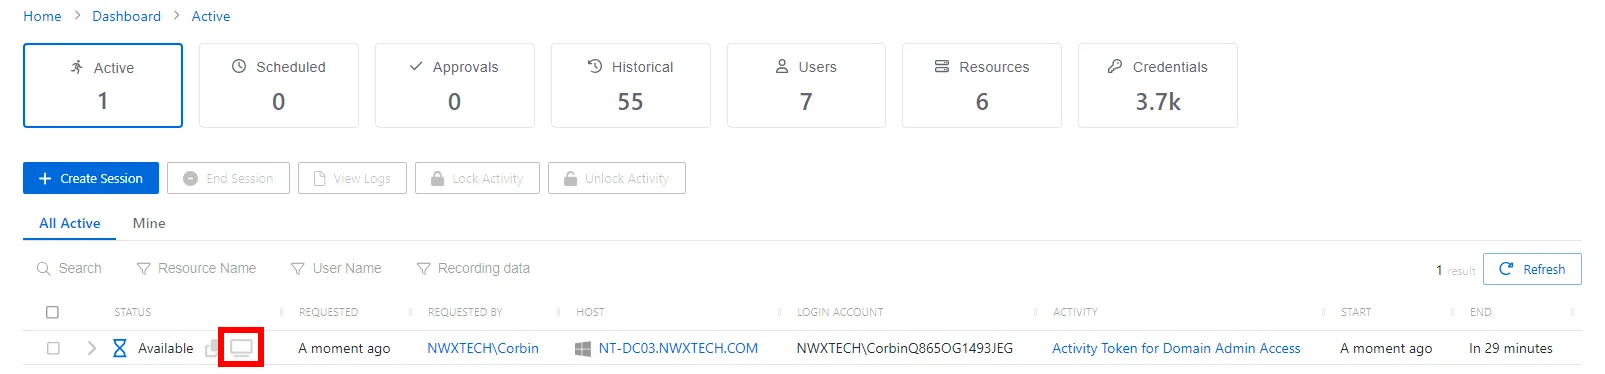 Home > Dashboard > Active
Active Scheduled Approvals Historical Users Resources Credentials
1 0 0 55 7 6 3.7k
+ Create Session End Session View Logs Lock Activity Unlock Activity
All Active Mine
Search Resource Name User Name Recording data 1 result Refresh
STATUS REQUESTED REQUESTED BY HOST LOGIN ACCOUNT ACTIVITY START END
Available A moment ago NWXTECH\Corbin NT-DC03.NWXTECH.COM NWXTECH\CorbinQ865OG1493JEG Activity Token for Domain Admin Access A moment ago In 29 minutes